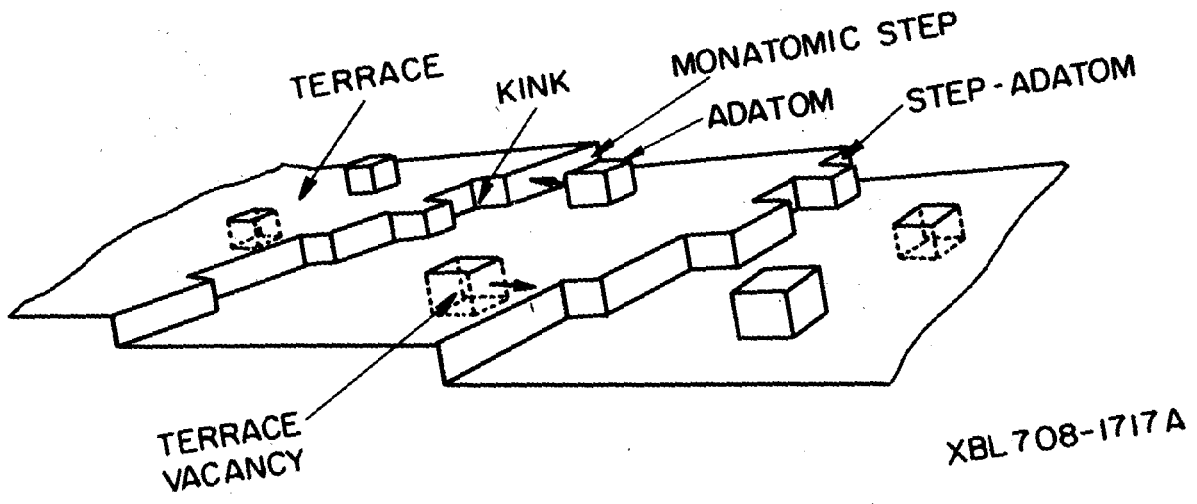 TERRACE
KINK
MONATOMIC STEP
ADATOM
STEP-ADATOM
TERRACE
VACANCY
XBL 708-1717 A